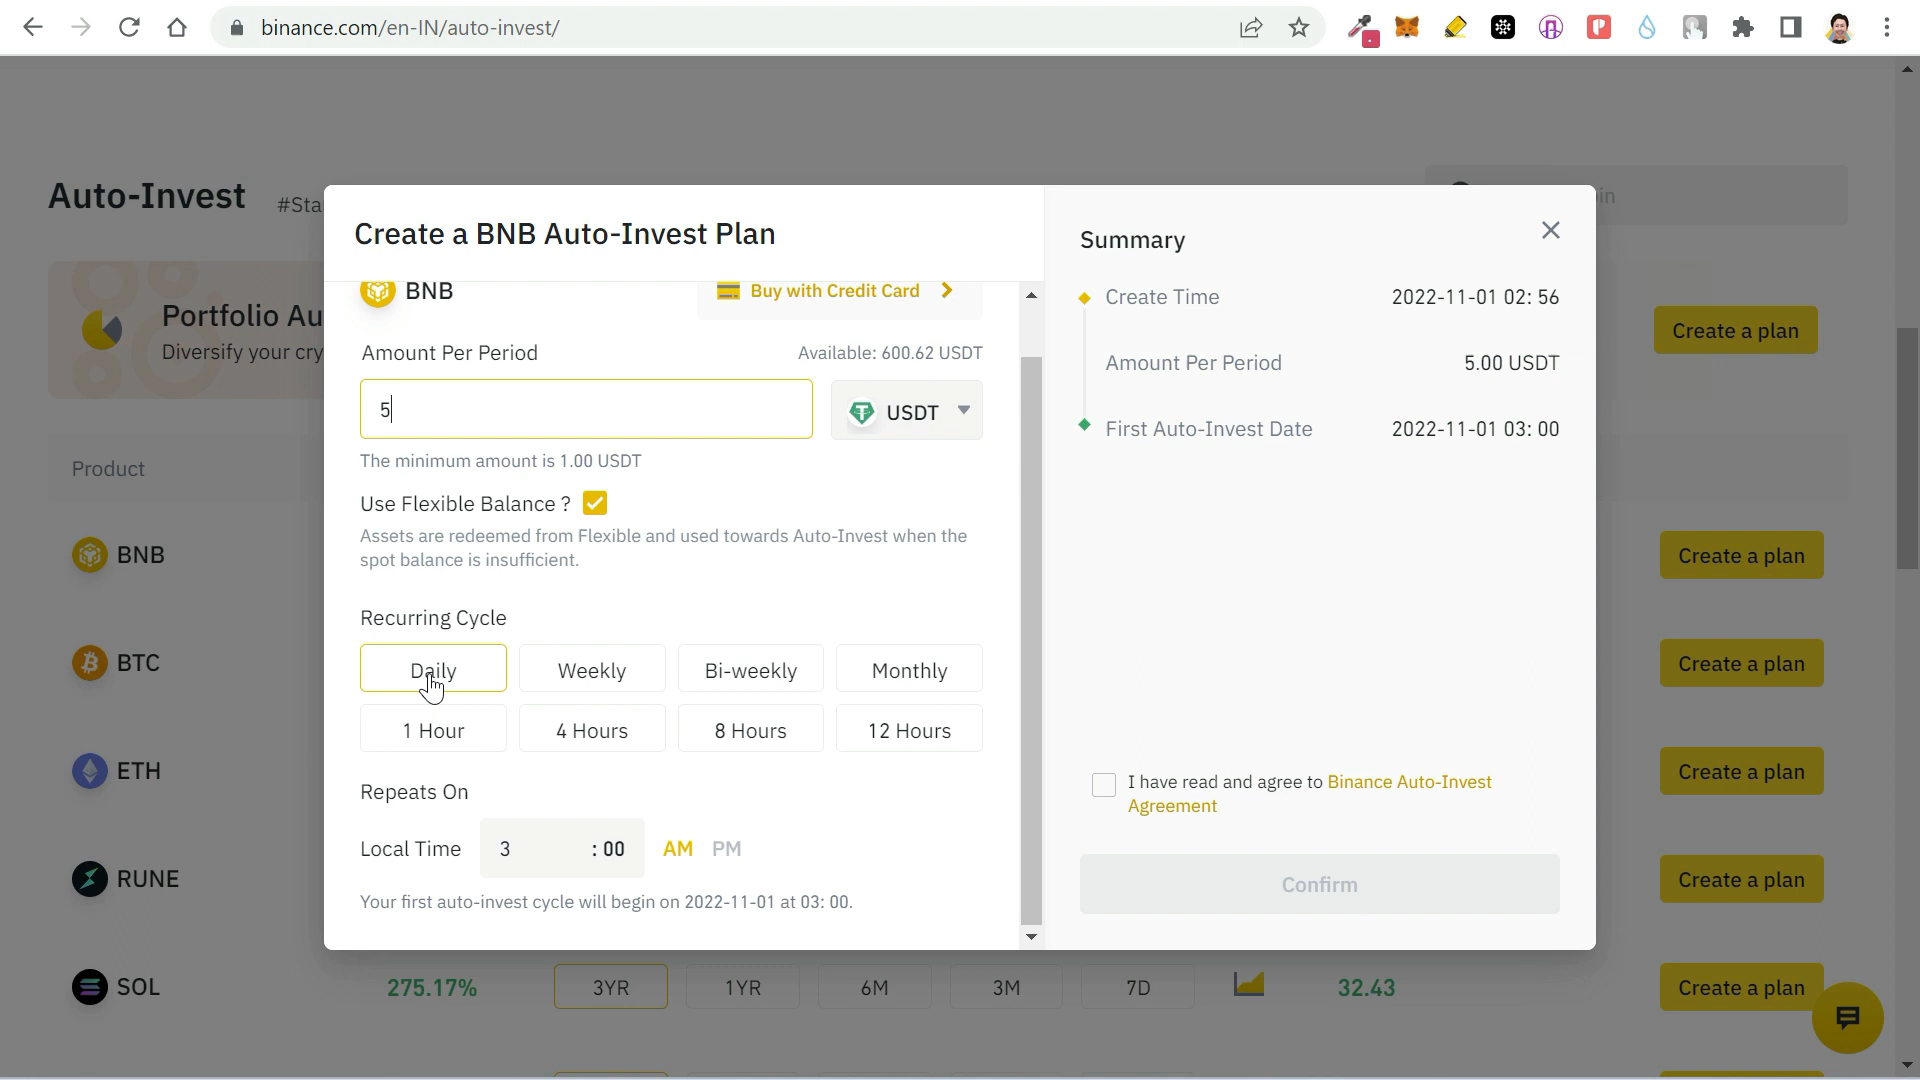 binance.com/en-IN/auto-invest/
Auto-Invest
#Sta
in
Create a BNB Auto-Invest Plan
Summary
BNB
Buy with Credit Card
Create Time 2022-11-01 02: 56
Portfolio Au
Diversify your cry
Create a plan
Amount Per Period Available: 600.62 USDT
Amount Per Period 5.00 USDT
5
USDT
First Auto-Invest Date 2022-11-01 03: 00
The minimum amount is 1.00 USDT
Product
Use Flexible Balance ?
Assets are redeemed from Flexible and used towards Auto-Invest when the
spot balance is insufficient.
BNB
Create a plan
Recurring Cycle
BTC
Daily Weekly Bi-weekly Monthly
Create a plan
1 Hour 4 Hours 8 Hours 12 Hours
ETH
Create a plan
Repeats On
I have read and agree to Binance Auto-Invest
Agreement
Local Time 3 : 00 AM PM
RUNE
Confirm
Create a plan
Your first auto-invest cycle will begin on 2022-11-01 at 03: 00.
SOL 275.17% 3YR 1YR 6M 3M 7D 32.43 Create a plan